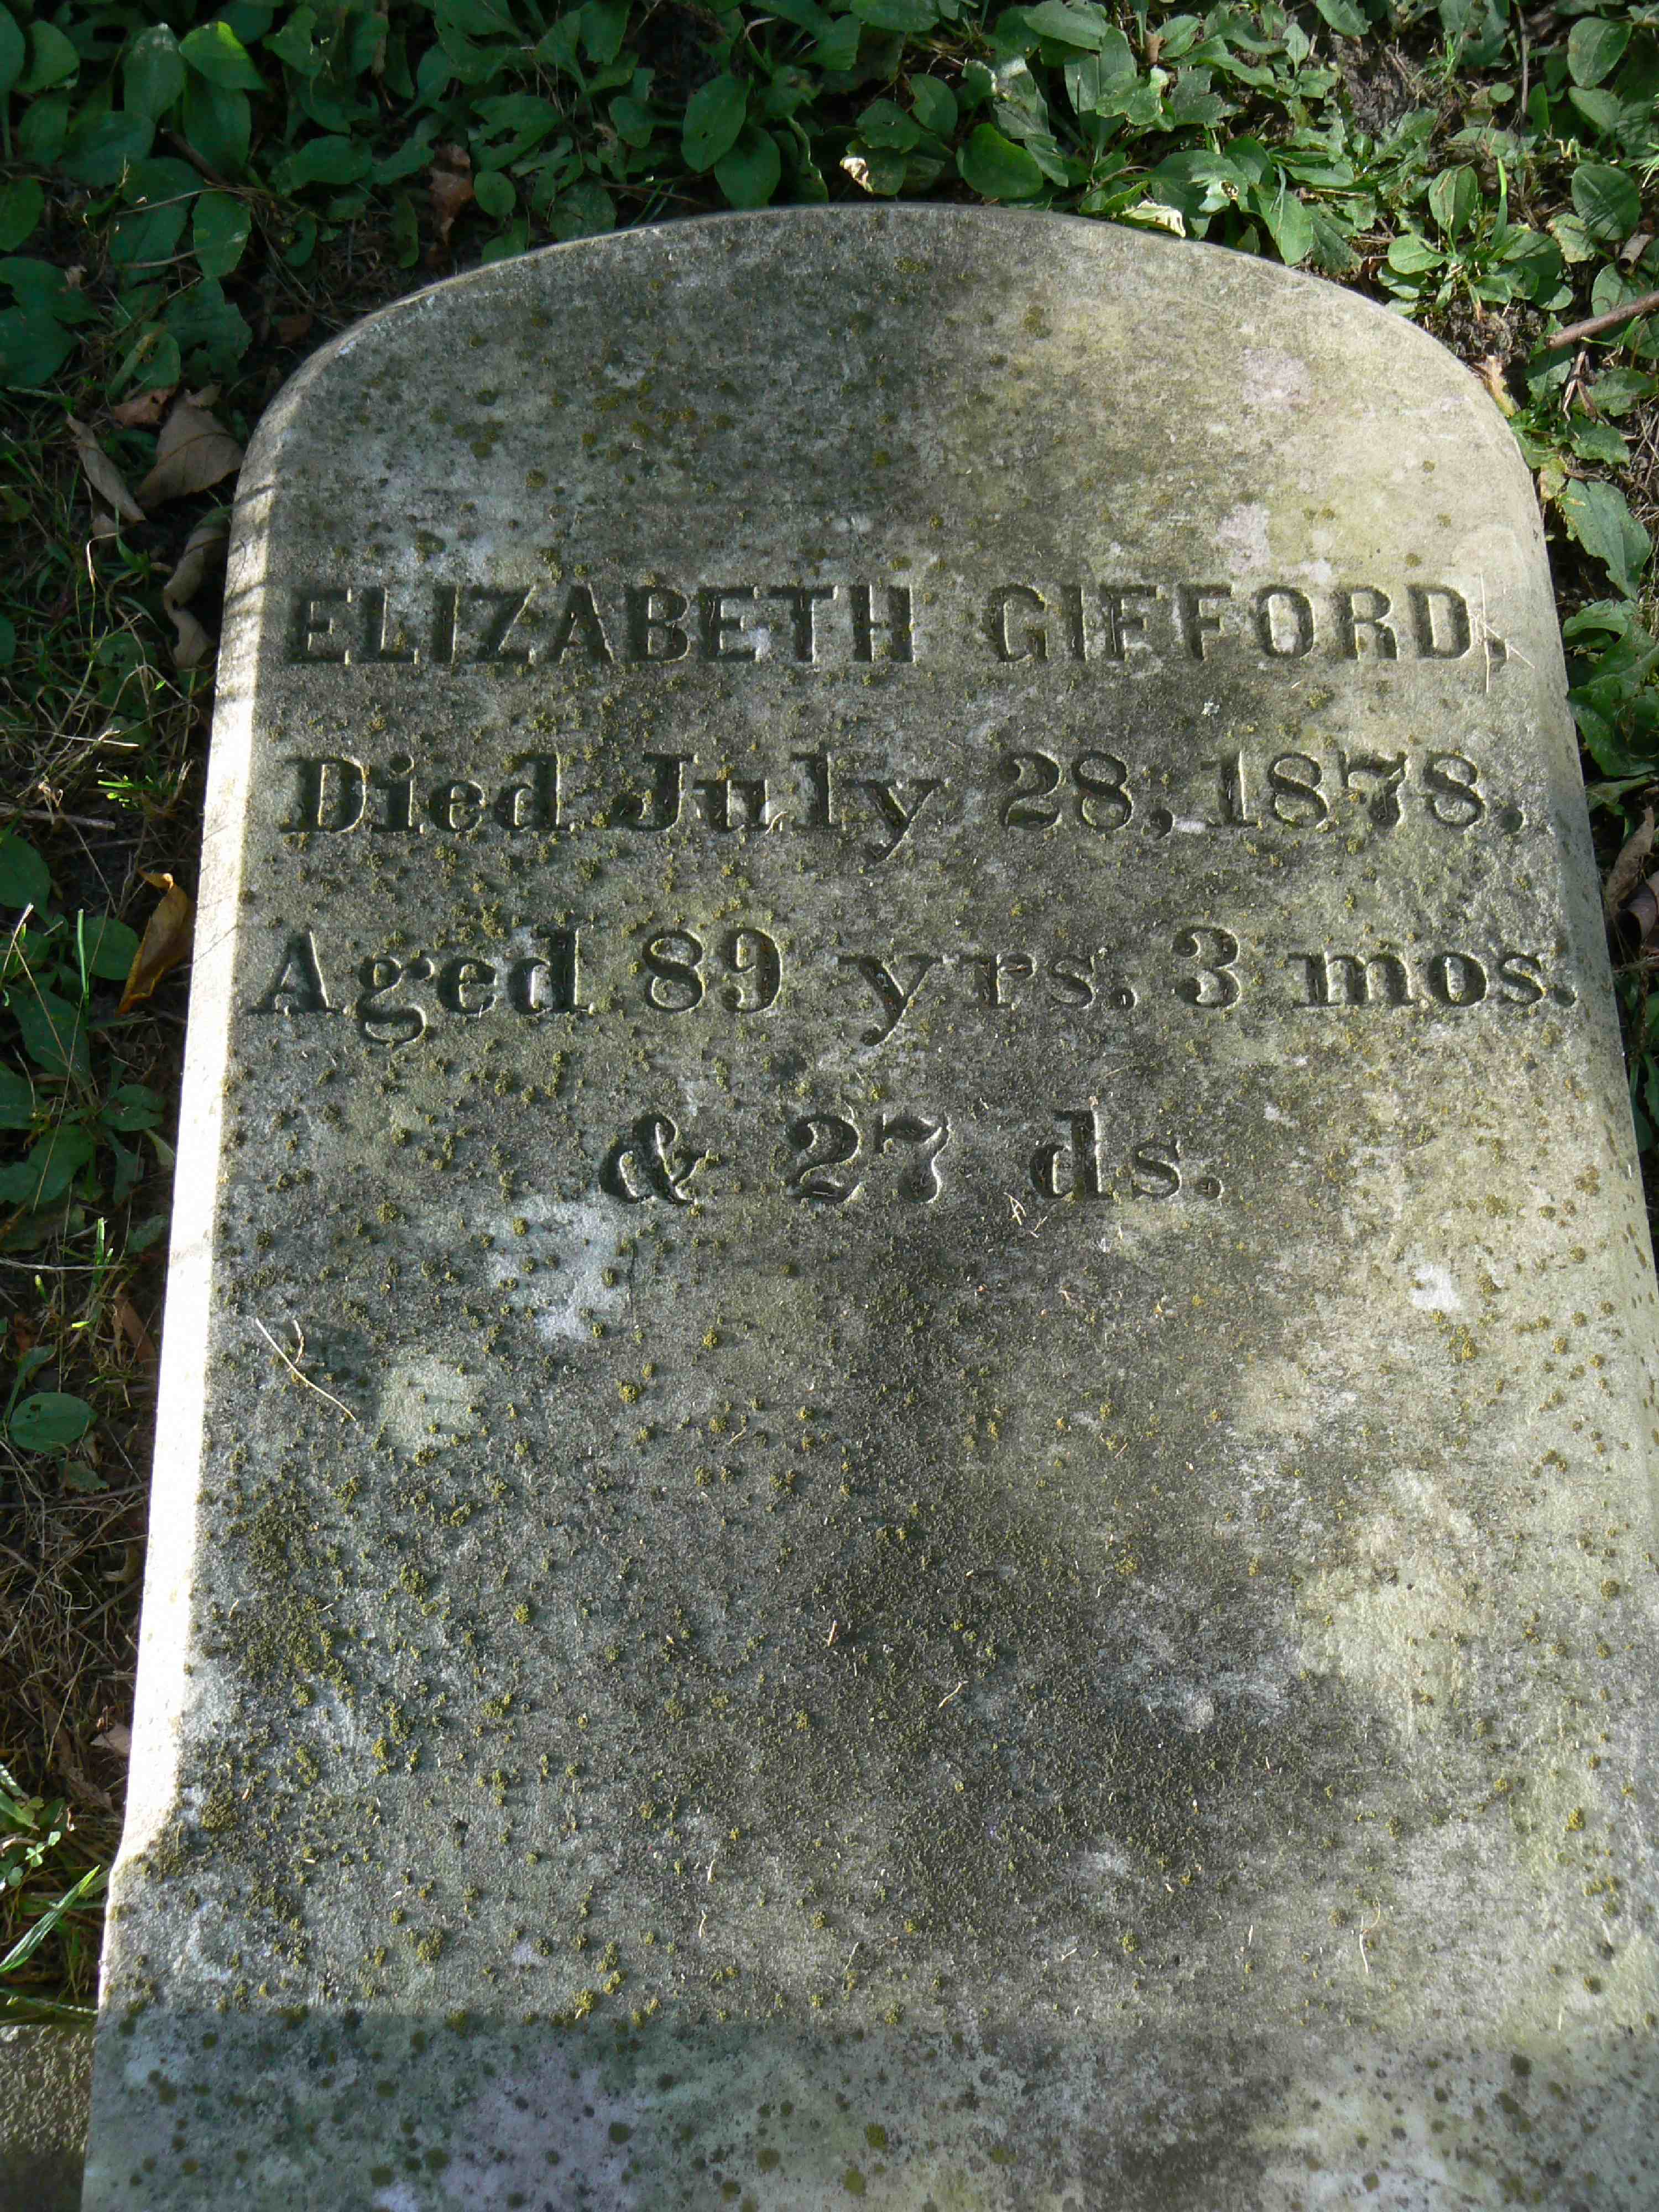 ELIZABETH GIFFORD,
Died July 28, 1878,
Aged 89 yrs. 3 mos.
& 27 ds.